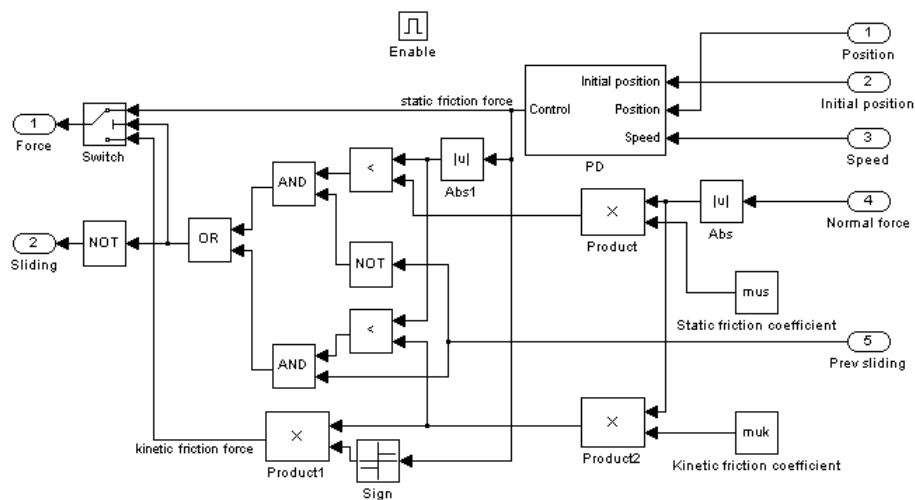 Enable
1
Position
Initial position
2
Initial position
static friction force
Control
Position
1
Force
Switch
Speed
3
Speed
PD
|u|
Abs1
<
AND
|u|
Abs
4
Normal force
×
Product
2
Sliding
NOT
OR
NOT
mus
Static friction coefficient
<
5
Prev sliding
AND
kinetic friction force
×
Product1
Sign
×
Product2
muk
Kinetic friction coefficient